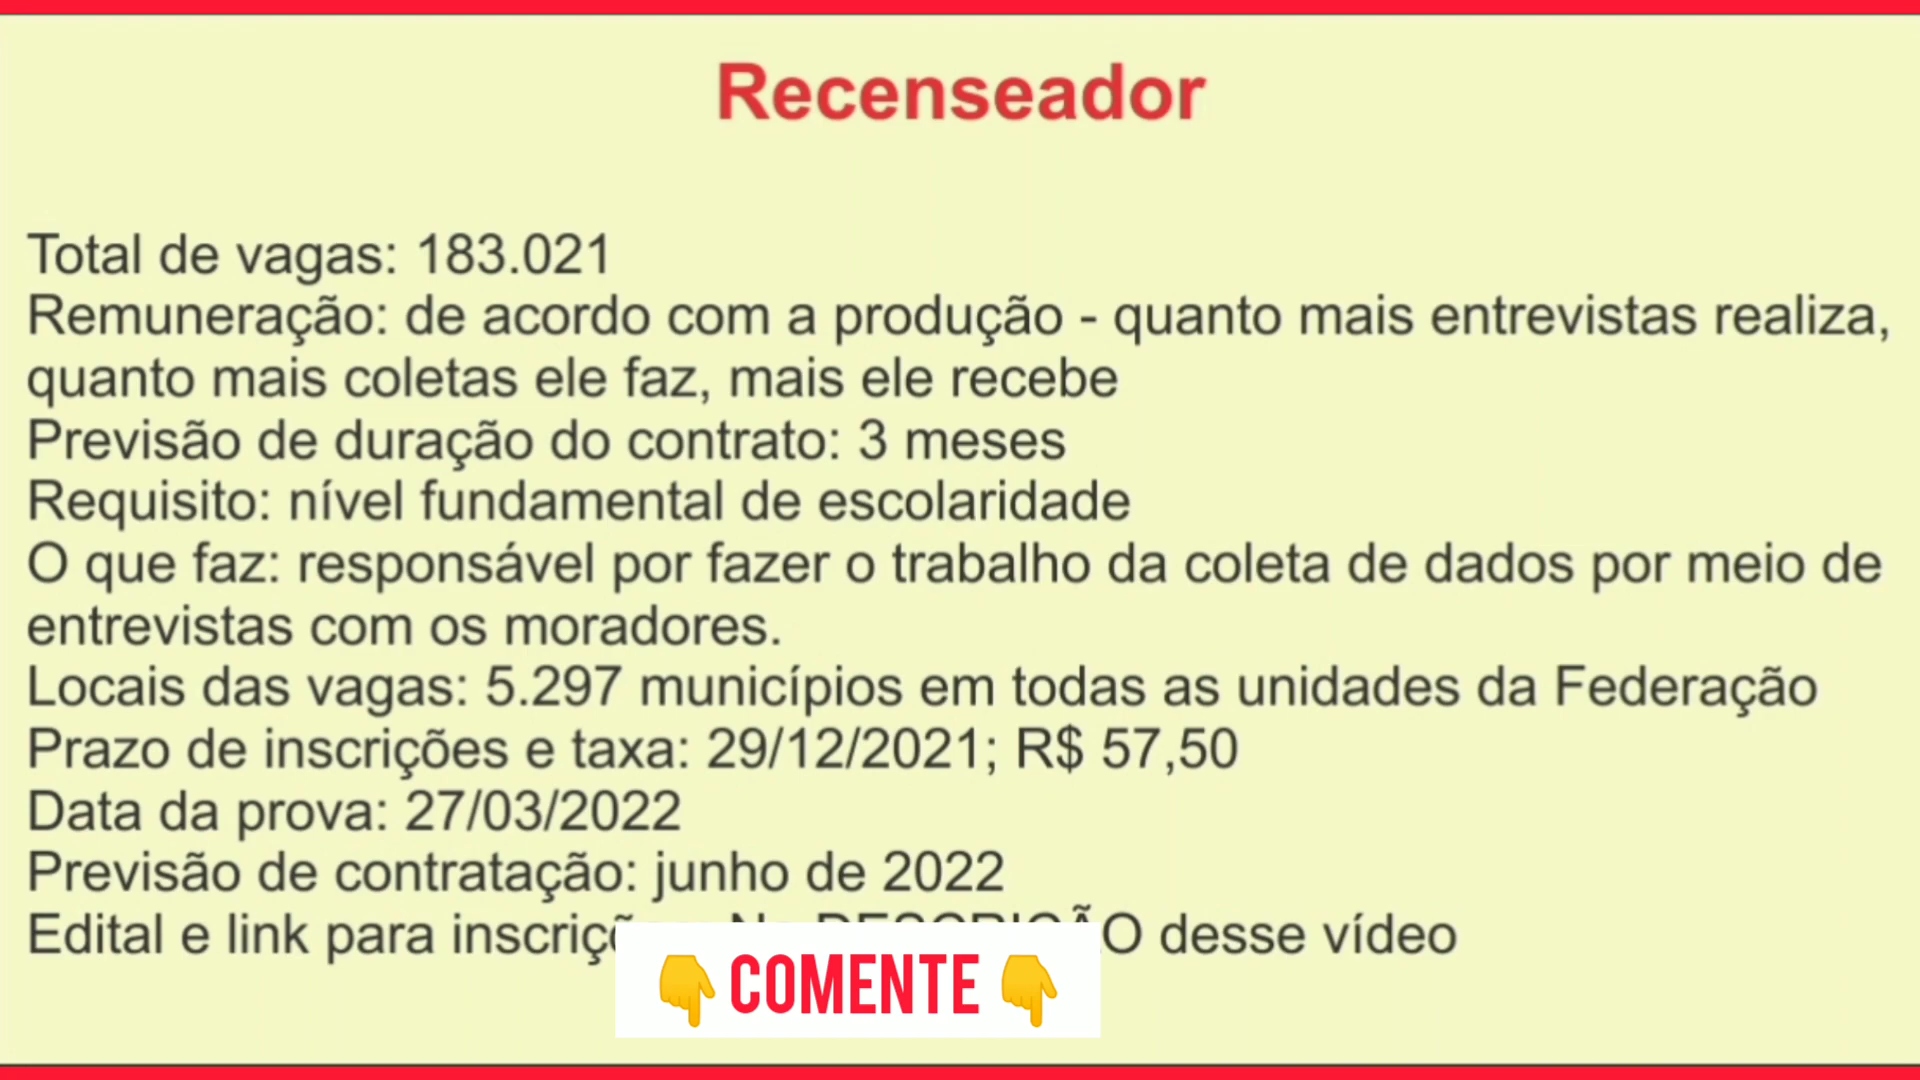 Recenseador
Total de vagas: 183.021
Remuneração: de acordo com a produção - quanto mais entrevistas realiza,
quanto mais coletas ele faz, mais ele recebe
Previsão de duração do contrato: 3 meses
Requisito: nível fundamental de escolaridade
O que faz: responsável por fazer o trabalho da coleta de dados por meio de
entrevistas com os moradores.
Locais das vagas: 5.297 municípios em todas as unidades da Federação
Prazo de inscrições e taxa: 29/12/2021; R$ 57,50
Data da prova: 27/03/2022
Previsão de contratação: junho de 2022
Edital e link para desse vídeo
👇COMENTE👇